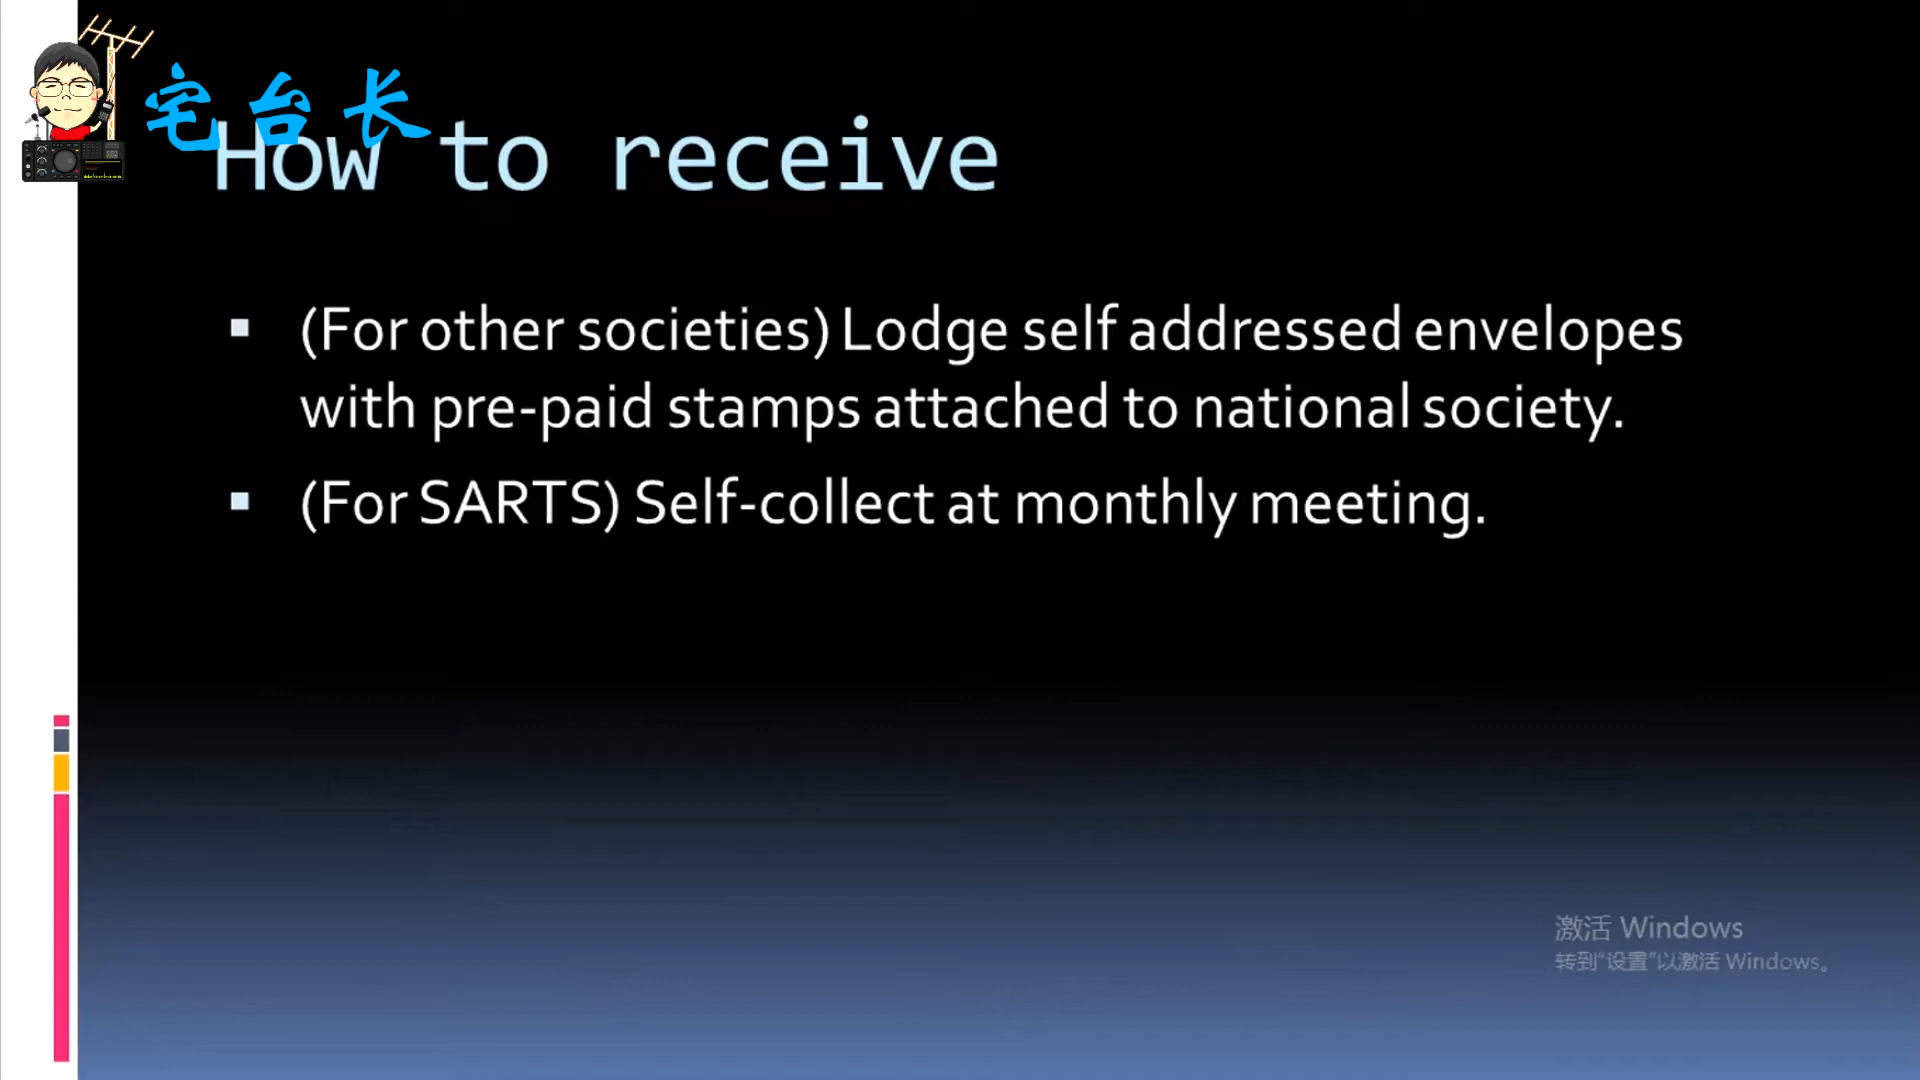 宅台长
How to receive
(For other societies) Lodge self addressed envelopes
with pre-paid stamps attached to national society.
(For SARTS) Self-collect at monthly meeting.
激活 Windows
转到“设置”以激活 Windows。